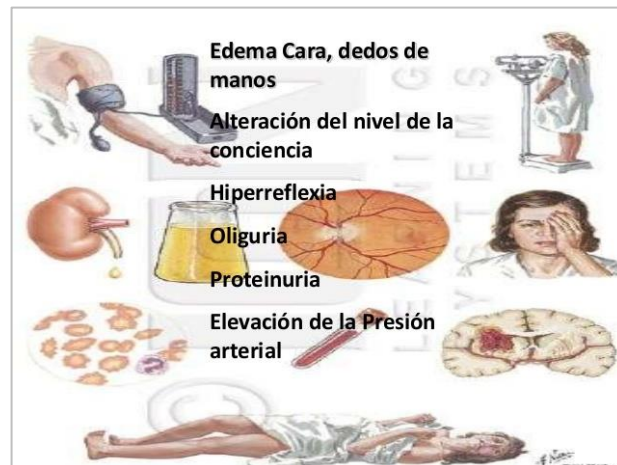 Edema Cara, dedos de
manos
Alteración del nivel de la
conciencia
Hiperreflexia
Oliguria
Proteinuria
Elevación de la Presión
arterial